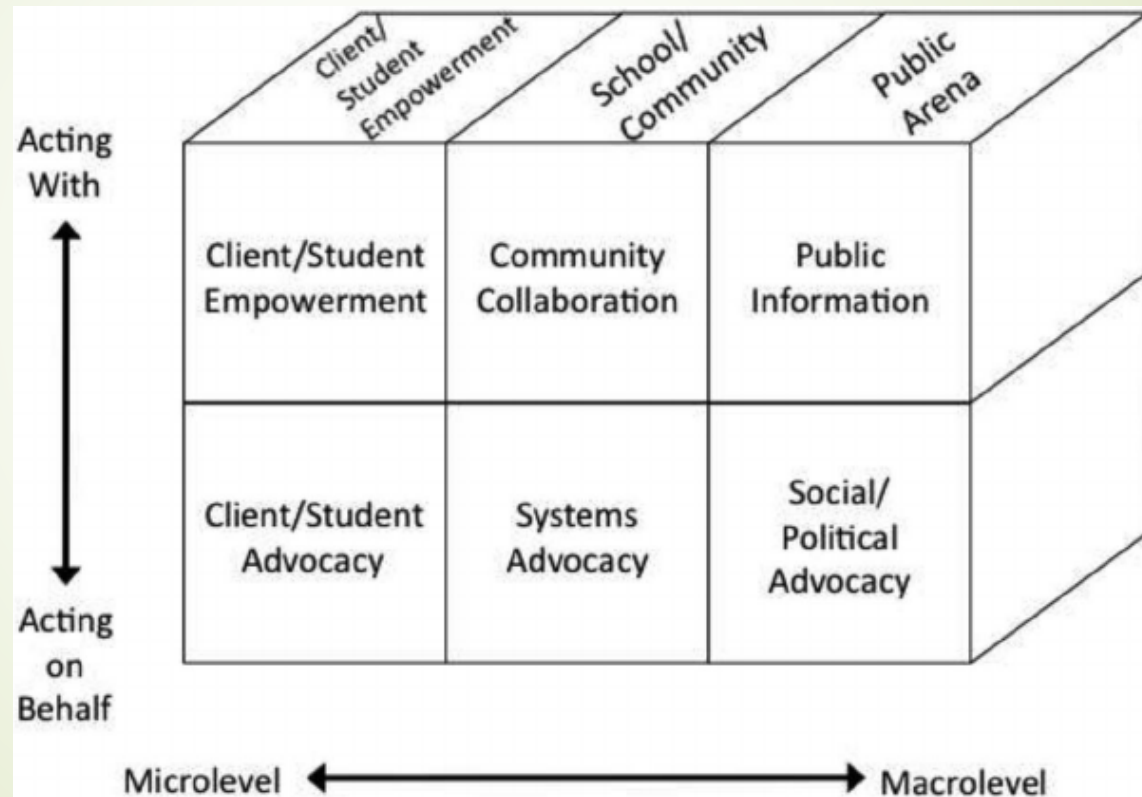 Client/
Student
Empowerment
School/
Community
Public
Arena
Acting
With
Client/Student
Empowerment
Community
Collaboration
Public
Information
Client/Student
Advocacy
Systems
Advocacy
Social/
Political
Advocacy
Acting
on
Behalf
Microlevel
Macrolevel